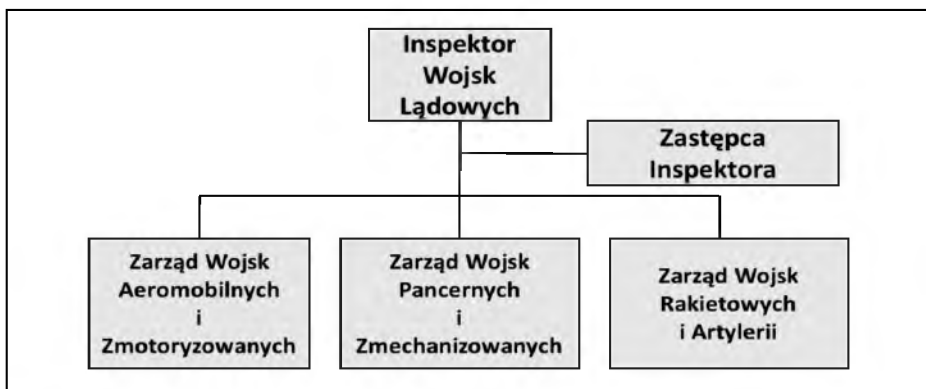 Inspektor
Wojsk
Lądowych
Zastępca
Inspektora
Zarząd Wojsk
Aeromobilnych
i
Zmotoryzowanych
Zarząd Wojsk
Pancernych
i
Zmechanizowanych
Zarząd Wojsk
Rakietowych
i Artylerii